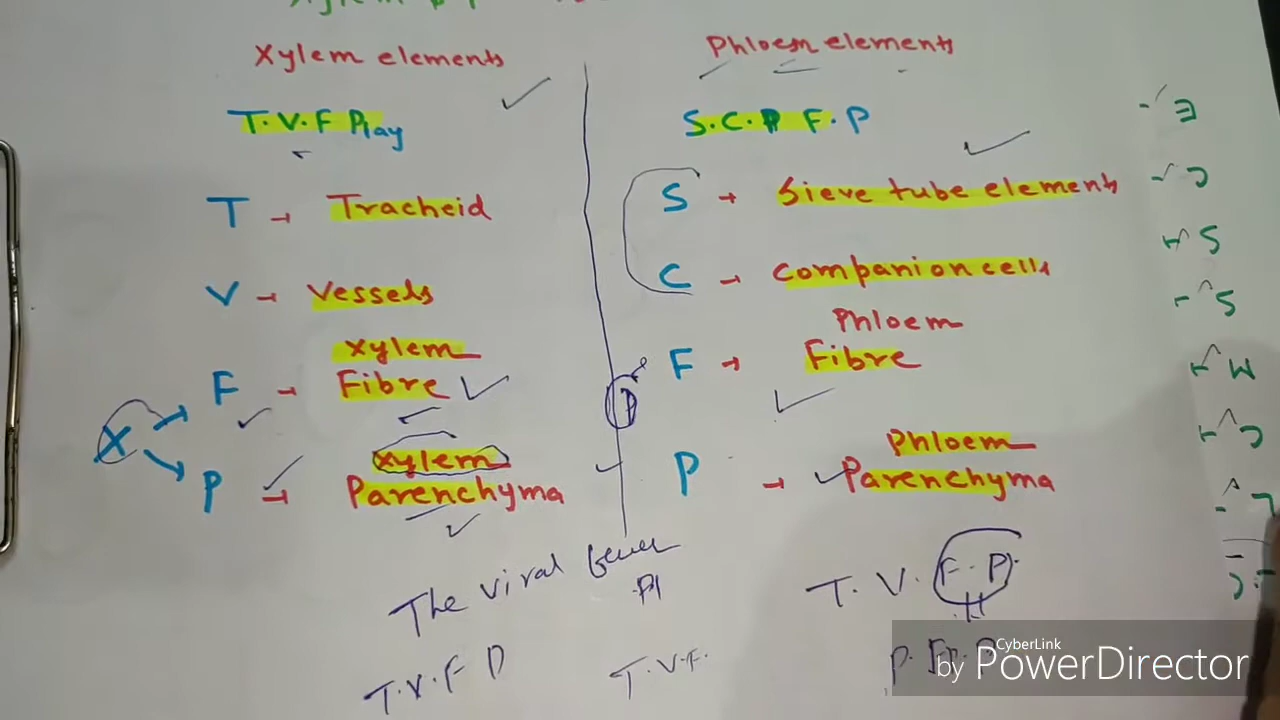 Xylem elements
T.V.F Play
T → Tracheid
V → Vessels
Xylem
F → Fibre
X
Xylem
P → Parenchyma
Phloem elements
S.C.P F.P
S → Sieve tube elements
C → Companion cells
Phloem
F → Fibre
Phloem
P → Parenchyma
The viral fever
Pl
T.V.F.P
T.V.F P
T.V.F.
CyberLink
by PowerDirector